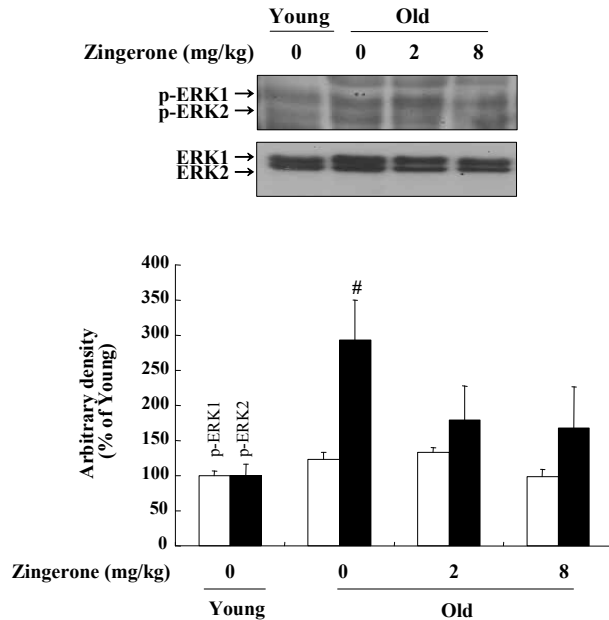 Young Old
Zingerone (mg/kg) 0 0 2 8
p-ERK1
p-ERK2
ERK1
ERK2
400
350
300
250
200
150
100
50
0
Arbitrary density
(% of Young)
p-ERK1
p-ERK2
#
Zingerone (mg/kg) 0 0 2 8
Young Old